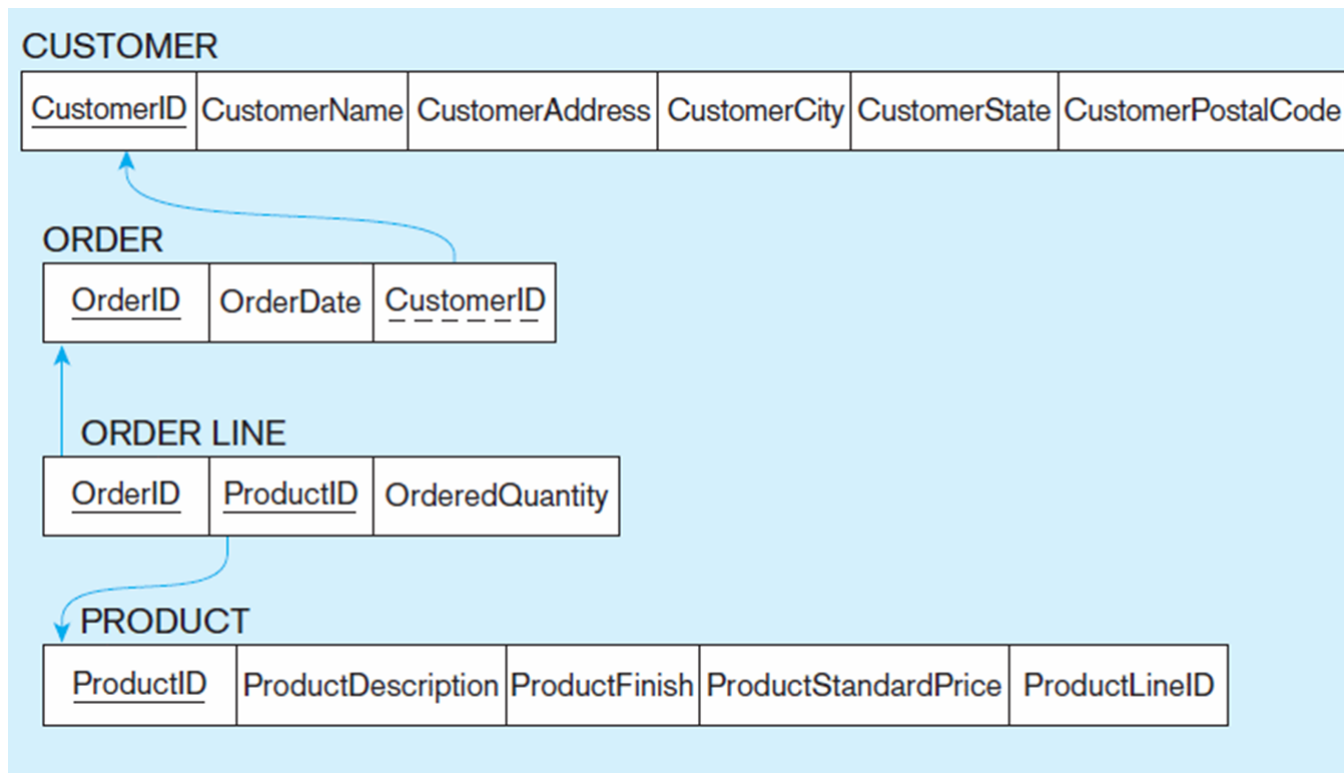 CUSTOMER
CustomerID CustomerName CustomerAddress CustomerCity CustomerState CustomerPostalCode
ORDER
OrderID OrderDate CustomerID
ORDER LINE
OrderID ProductID OrderedQuantity
PRODUCT
ProductID ProductDescription ProductFinish ProductStandardPrice ProductLineID